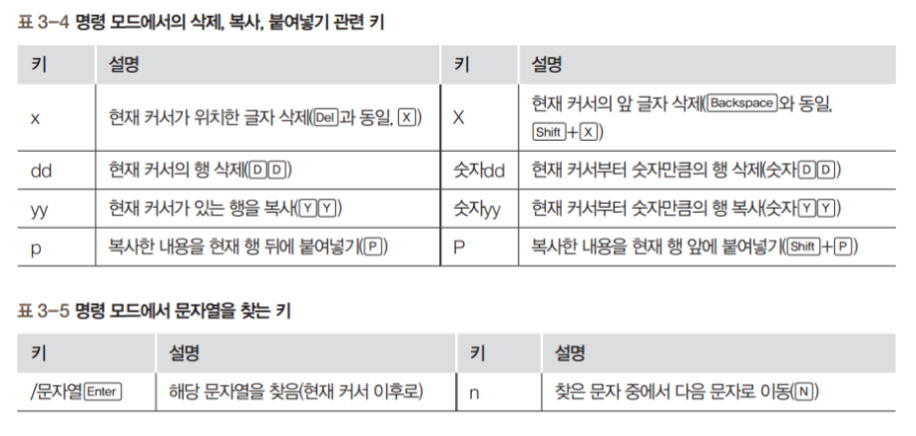 표 3-4 명령 모드에서의 삭제, 복사, 붙여넣기 관련 키
키 설명 키 설명
x 현재 커서가 위치한 글자 삭제(Del과 동일, X) X 현재 커서의 앞 글자 삭제(Backspace와 동일,
Shift+X)
dd 현재 커서의 행 삭제(DD) 숫자dd 현재 커서부터 숫자만큼의 행 삭제(숫자DD)
yy 현재 커서가 있는 행을 복사(YY) 숫자yy 현재 커서부터 숫자만큼의 행 복사(숫자YY)
p 복사한 내용을 현재 행 뒤에 붙여넣기(P) P 복사한 내용을 현재 행 앞에 붙여넣기(Shift+P)
표 3-5 명령 모드에서 문자열을 찾는 키
키 설명 키 설명
/문자열Enter 해당 문자열을 찾음(현재 커서 이후로) n 찾은 문자 중에서 다음 문자로 이동(N)